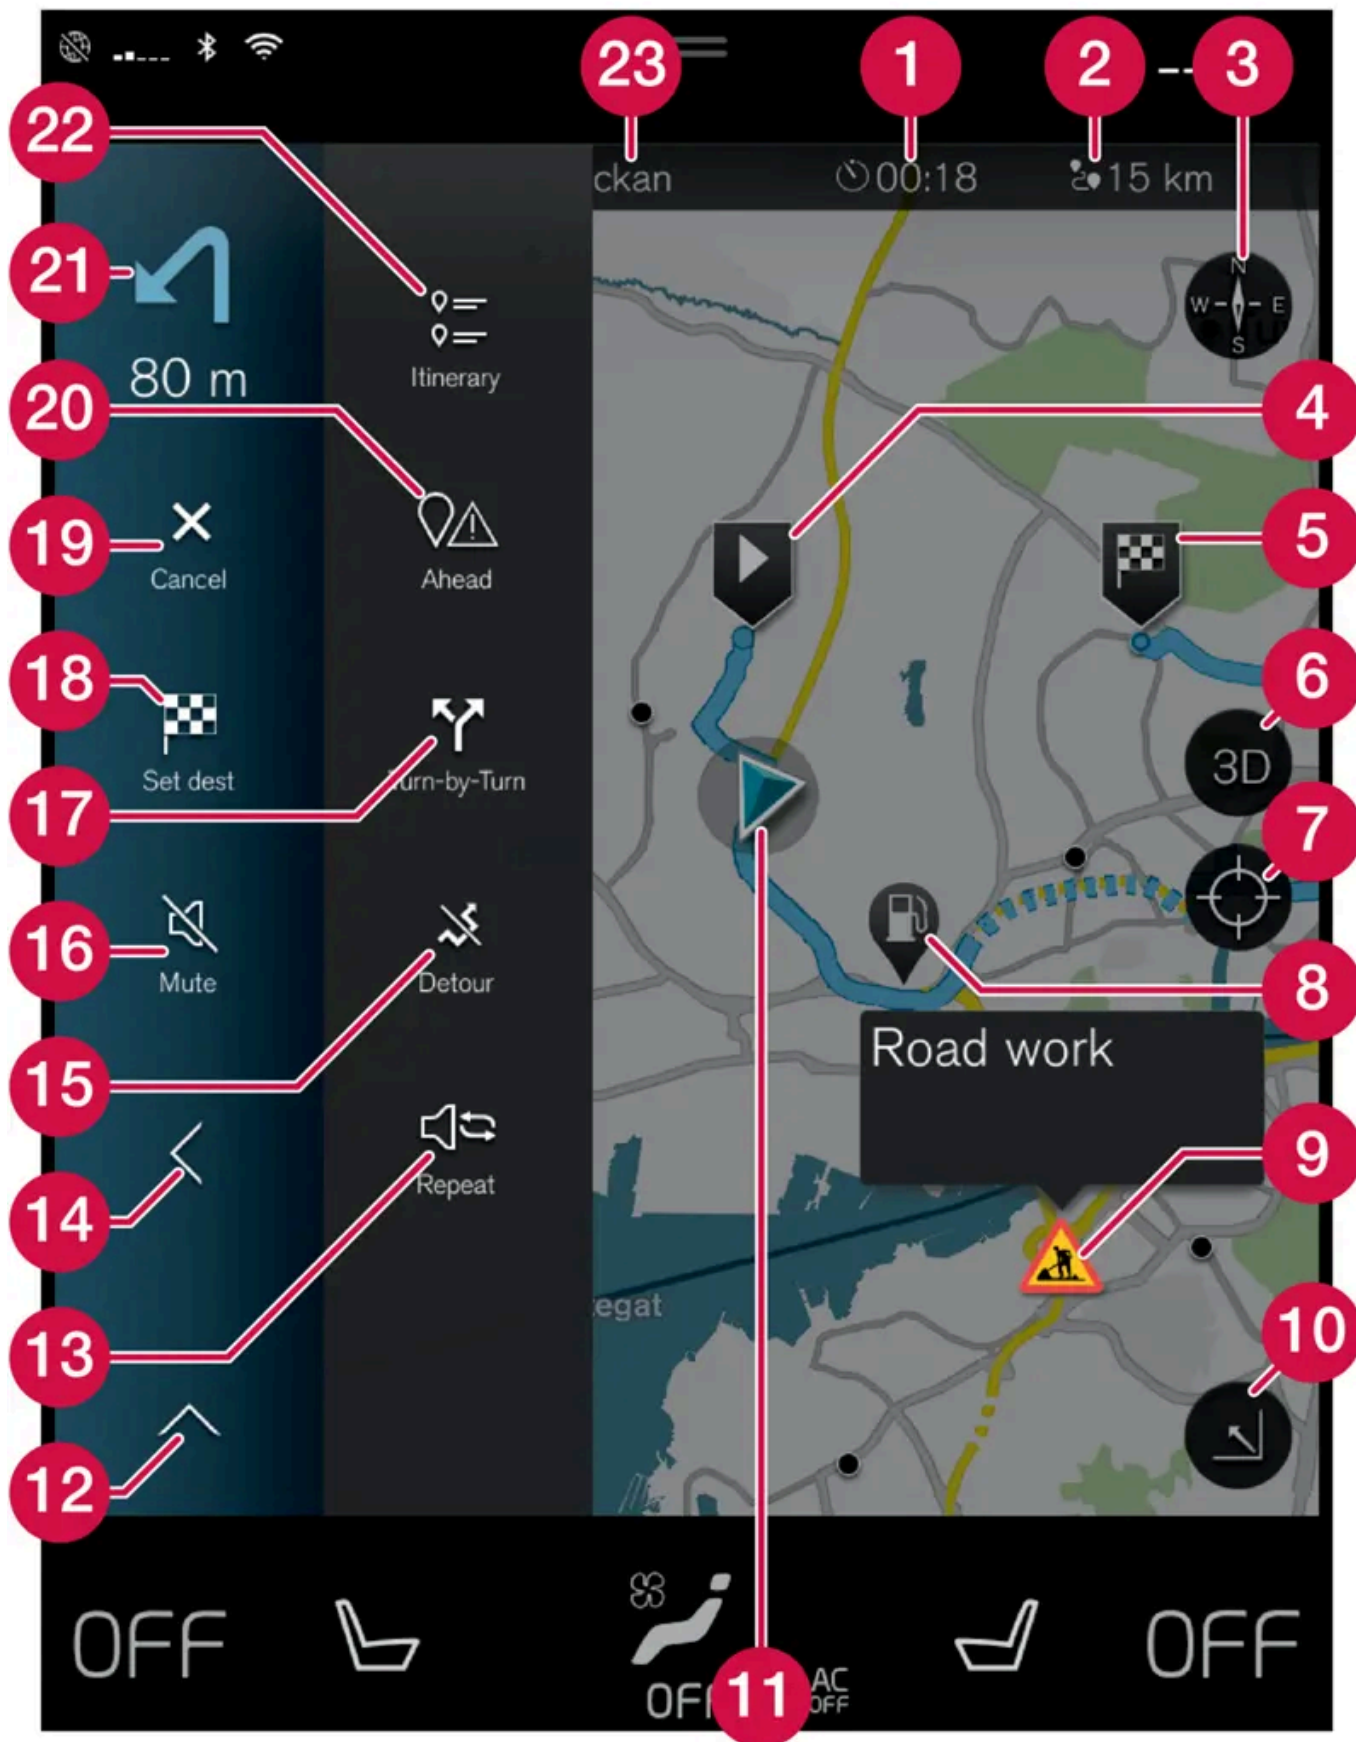 23
1
2
3
22
ckan
00:18
15 km
N
W
E
S
21
80 m
Itinerary
20
4
19
Cancel
Ahead
5
18
6
3D
Set dest
17
Turn-by-Turn
7
16
Mute
Detour
8
15
Road work
9
14
Repeat
13
egat
10
12
OFF
OFF
11
AC
OFF
OFF